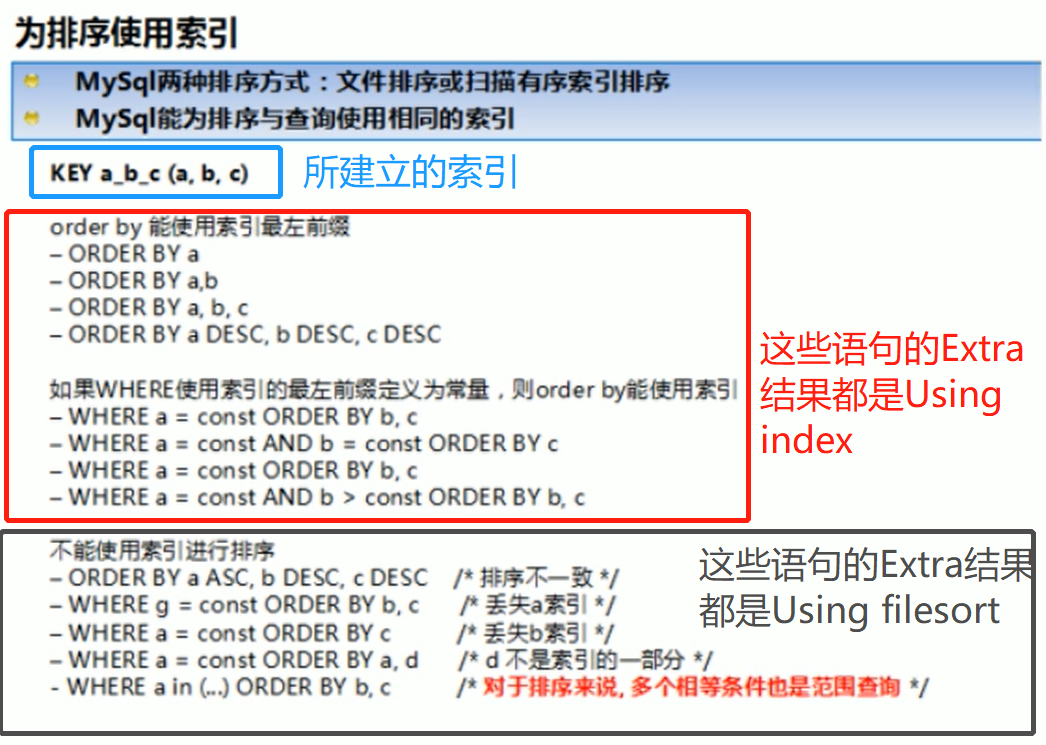 为排序使用索引
MySql两种排序方式：文件排序或扫描有序索引排序
MySql能为排序与查询使用相同的索引
KEY a_b_c (a, b, c)
所建立的索引
order by 能使用索引最左前缀
– ORDER BY a
– ORDER BY a,b
– ORDER BY a, b, c
– ORDER BY a DESC, b DESC, c DESC
如果WHERE使用索引的最左前缀定义为常量，则order by能使用索引
– WHERE a = const ORDER BY b, c
– WHERE a = const AND b = const ORDER BY c
– WHERE a = const ORDER BY b, c
– WHERE a = const AND b > const ORDER BY b, c
这些语句的Extra
结果都是Using
index
不能使用索引进行排序
– ORDER BY a ASC, b DESC, c DESC /* 排序不一致 */
– WHERE g = const ORDER BY b, c /* 丢失a索引 */
– WHERE a = const ORDER BY c /* 丢失b索引 */
– WHERE a = const ORDER BY a, d /* d 不是索引的一部分 */
- WHERE a in (...) ORDER BY b, c /* 对于排序来说, 多个相等条件也是范围查询 */
这些语句的Extra结果
都是Using filesort